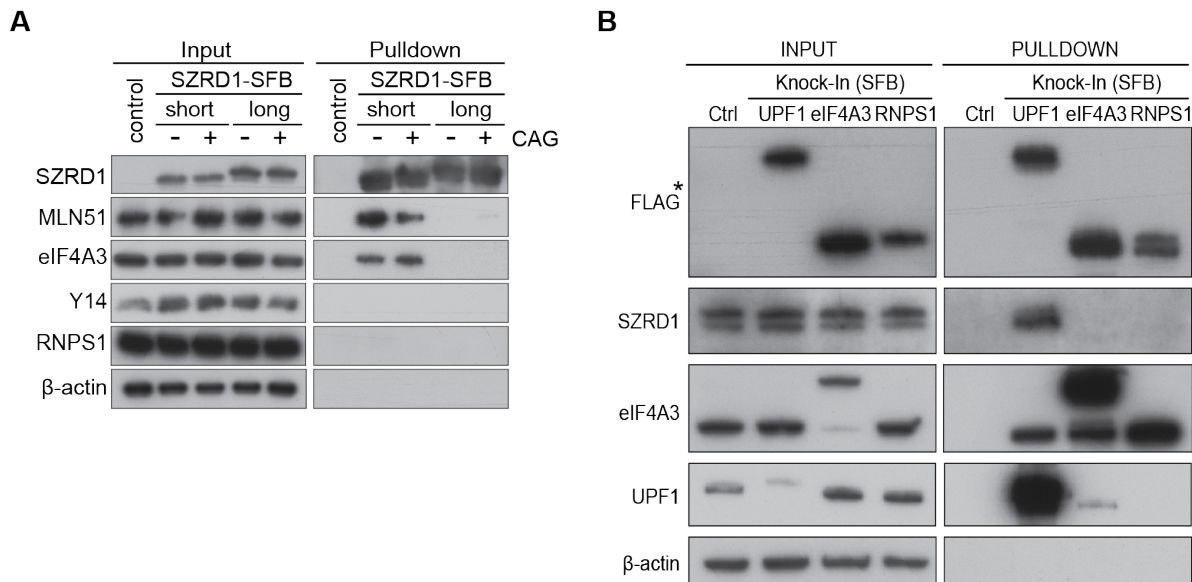 A
Input
Pulldown
control
SZRD1-SFB
short
long
- + - +
control
SZRD1-SFB
short
long
- + - +
CAG
SZRD1
MLN51
eIF4A3
Y14
RNPS1
β-actin
B
INPUT
PULLDOWN
Knock-In (SFB)
Knock-In (SFB)
Ctrl UPF1 eIF4A3 RNPS1
Ctrl UPF1 eIF4A3 RNPS1
*
FLAG
SZRD1
eIF4A3
UPF1
β-actin